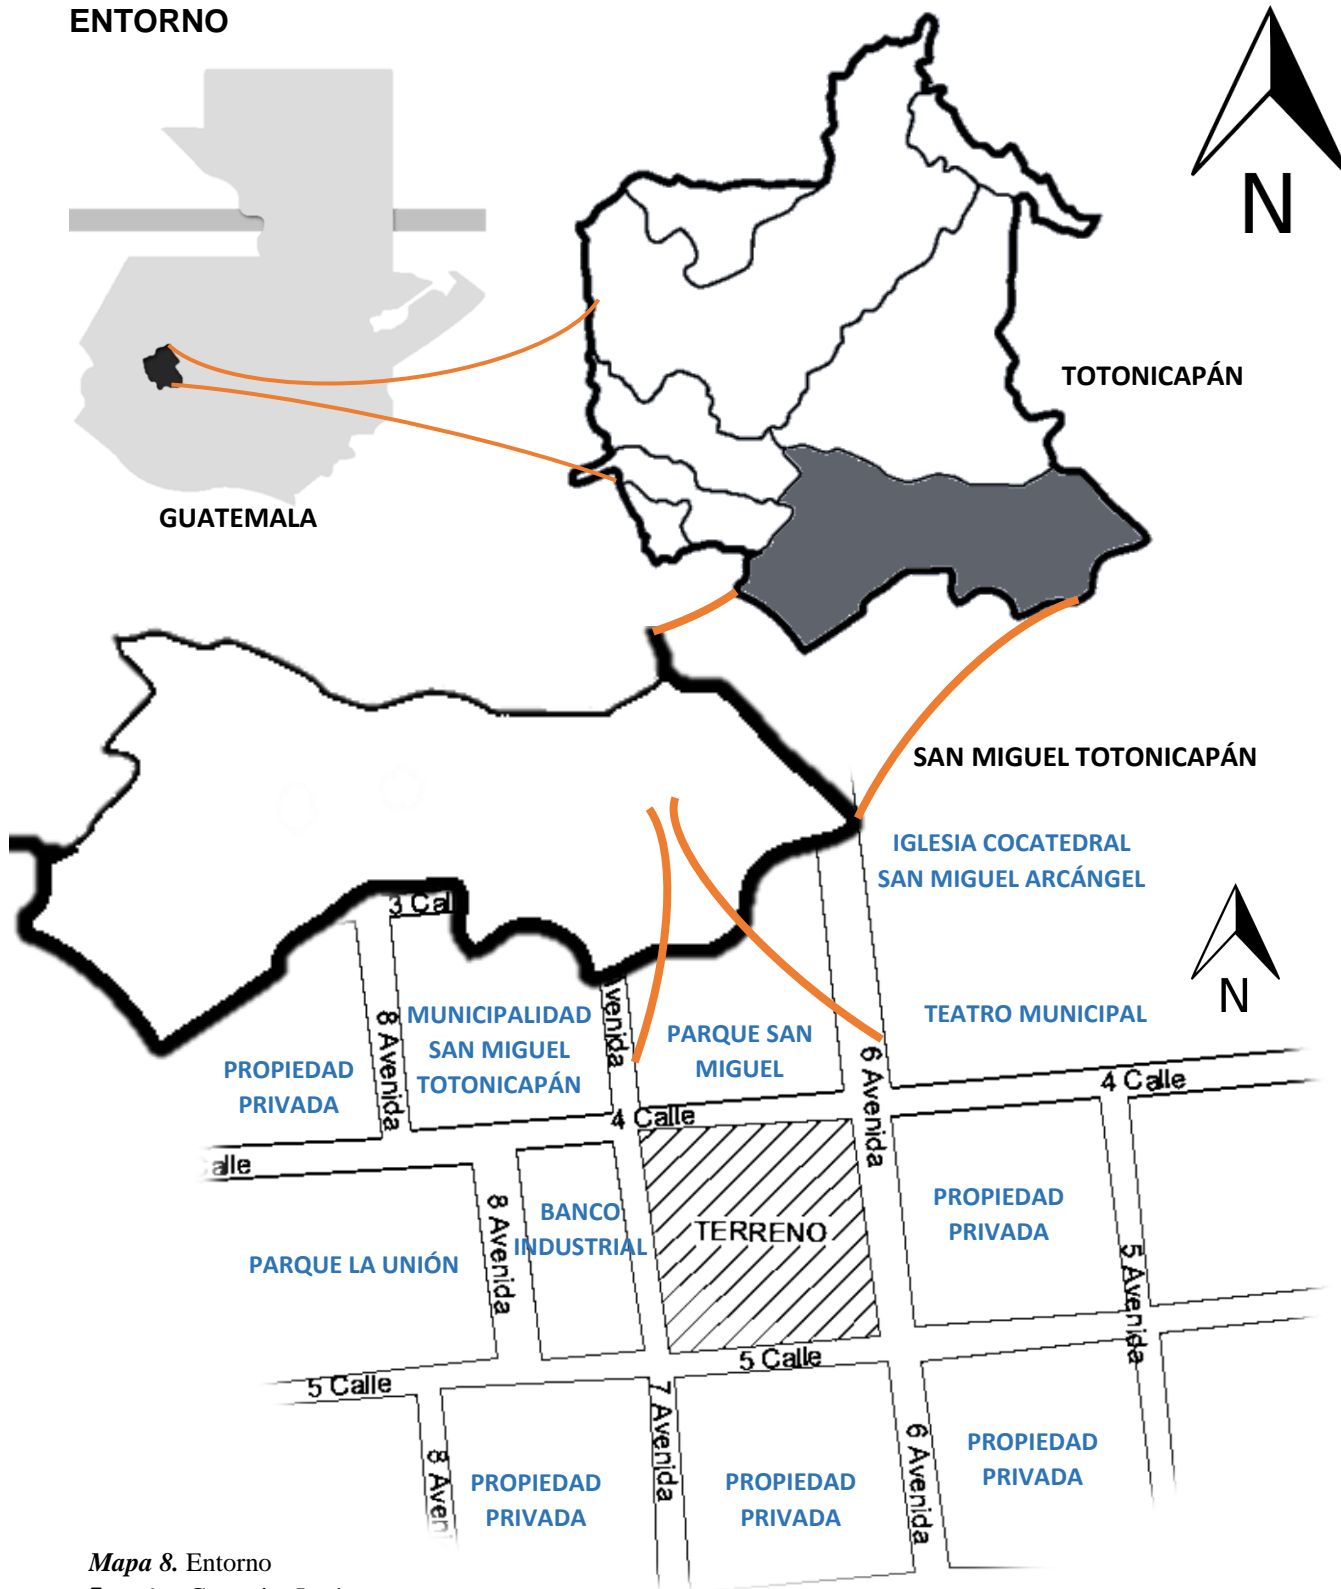 ENTORNO
N
TOTONICAPÁN
GUATEMALA
SAN MIGUEL TOTONICAPÁN
IGLESIA COCATEDRAL
SAN MIGUEL ARCÁNGEL
N
3 Call
MUNICIPALIDAD
SAN MIGUEL
TOTONICAPÁN
8 Avenida
venida
PARQUE SAN
MIGUEL
TEATRO MUNICIPAL
PROPIEDAD
PRIVADA
6 Avenida
4 Calle
4 Calle
alle
8 Avenida
BANCO
INDUSTRIAL
TERRENO
PROPIEDAD
PRIVADA
PARQUE LA UNIÓN
5 Avenida
5 Calle
5 Calle
7 Avenida
6 Avenida
8 Aveni
PROPIEDAD
PRIVADA
PROPIEDAD
PRIVADA
PROPIEDAD
PRIVADA
Mapa 8. Entorno